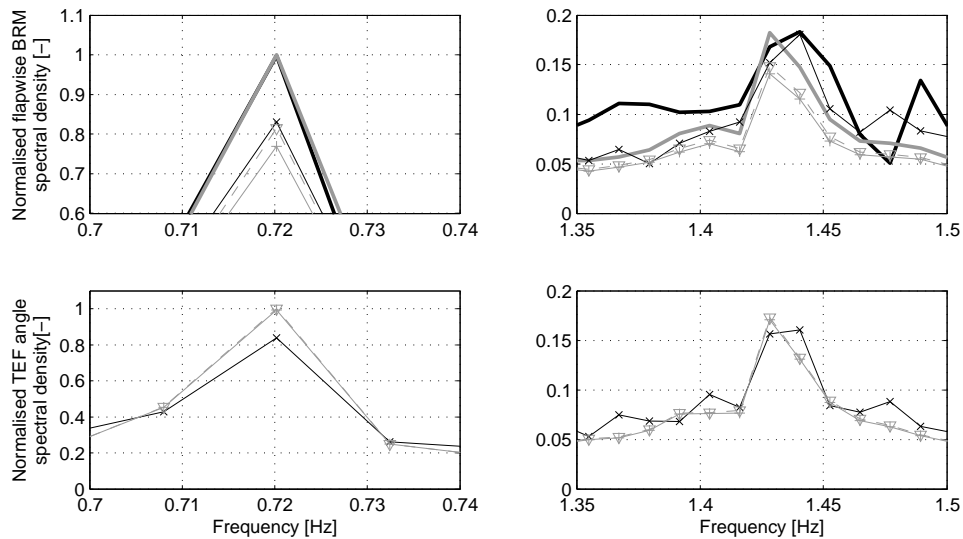 Normalised flapwise BRM
spectral density [−]
1.1
1
0.9
0.8
0.7
0.6
0.7 0.71 0.72 0.73 0.74
0.2
0.15
0.1
0.05
0
1.35 1.4 1.45 1.5
Normalised TEF angle
spectral density[−]
1
0.8
0.6
0.4
0.2
0
0.7 0.71 0.72 0.73 0.74
Frequency [Hz]
0.2
0.15
0.1
0.05
0
1.35 1.4 1.45 1.5
Frequency [Hz]